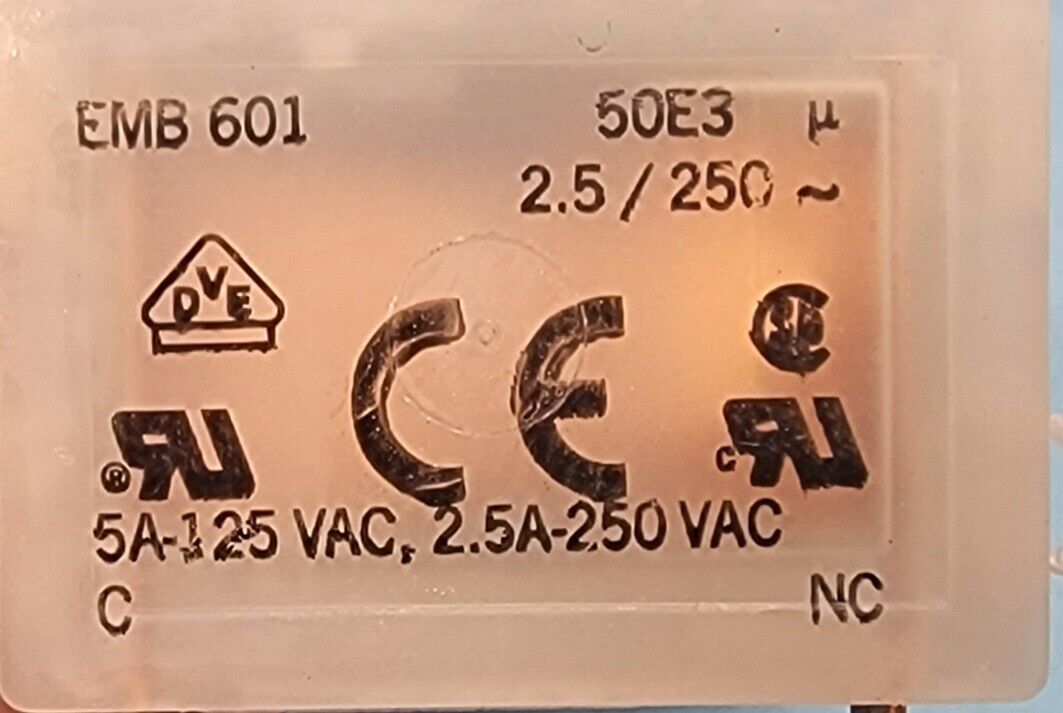 EMB 601 50E3 µ
2.5 / 250 ~
DVE
CE
®
c
5A-125 VAC, 2.5A-250 VAC
C NC